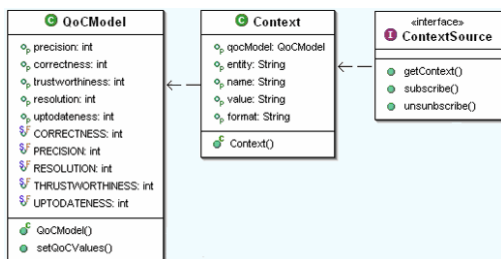 QoCModel
precision: int
correctness: int
trustworthiness: int
resolution: int
uptodateness: int
CORRECTNESS: int
PRECISION: int
RESOLUTION: int
THRUSTWORTHINESS: int
UPTODATENESS: int
QoCModel()
setQoCValues()
Context
qocModel: QoCModel
entity: String
name: String
value: String
format: String
Context()
«interface»
ContextSource
getContext()
subscribe()
unsunbscribe()